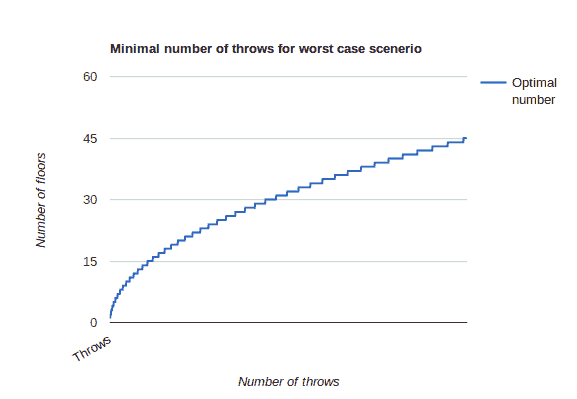 Minimal number of throws for worst case scenerio
60
45
30
15
0
Number of floors
Throws
Number of throws
Optimal
number